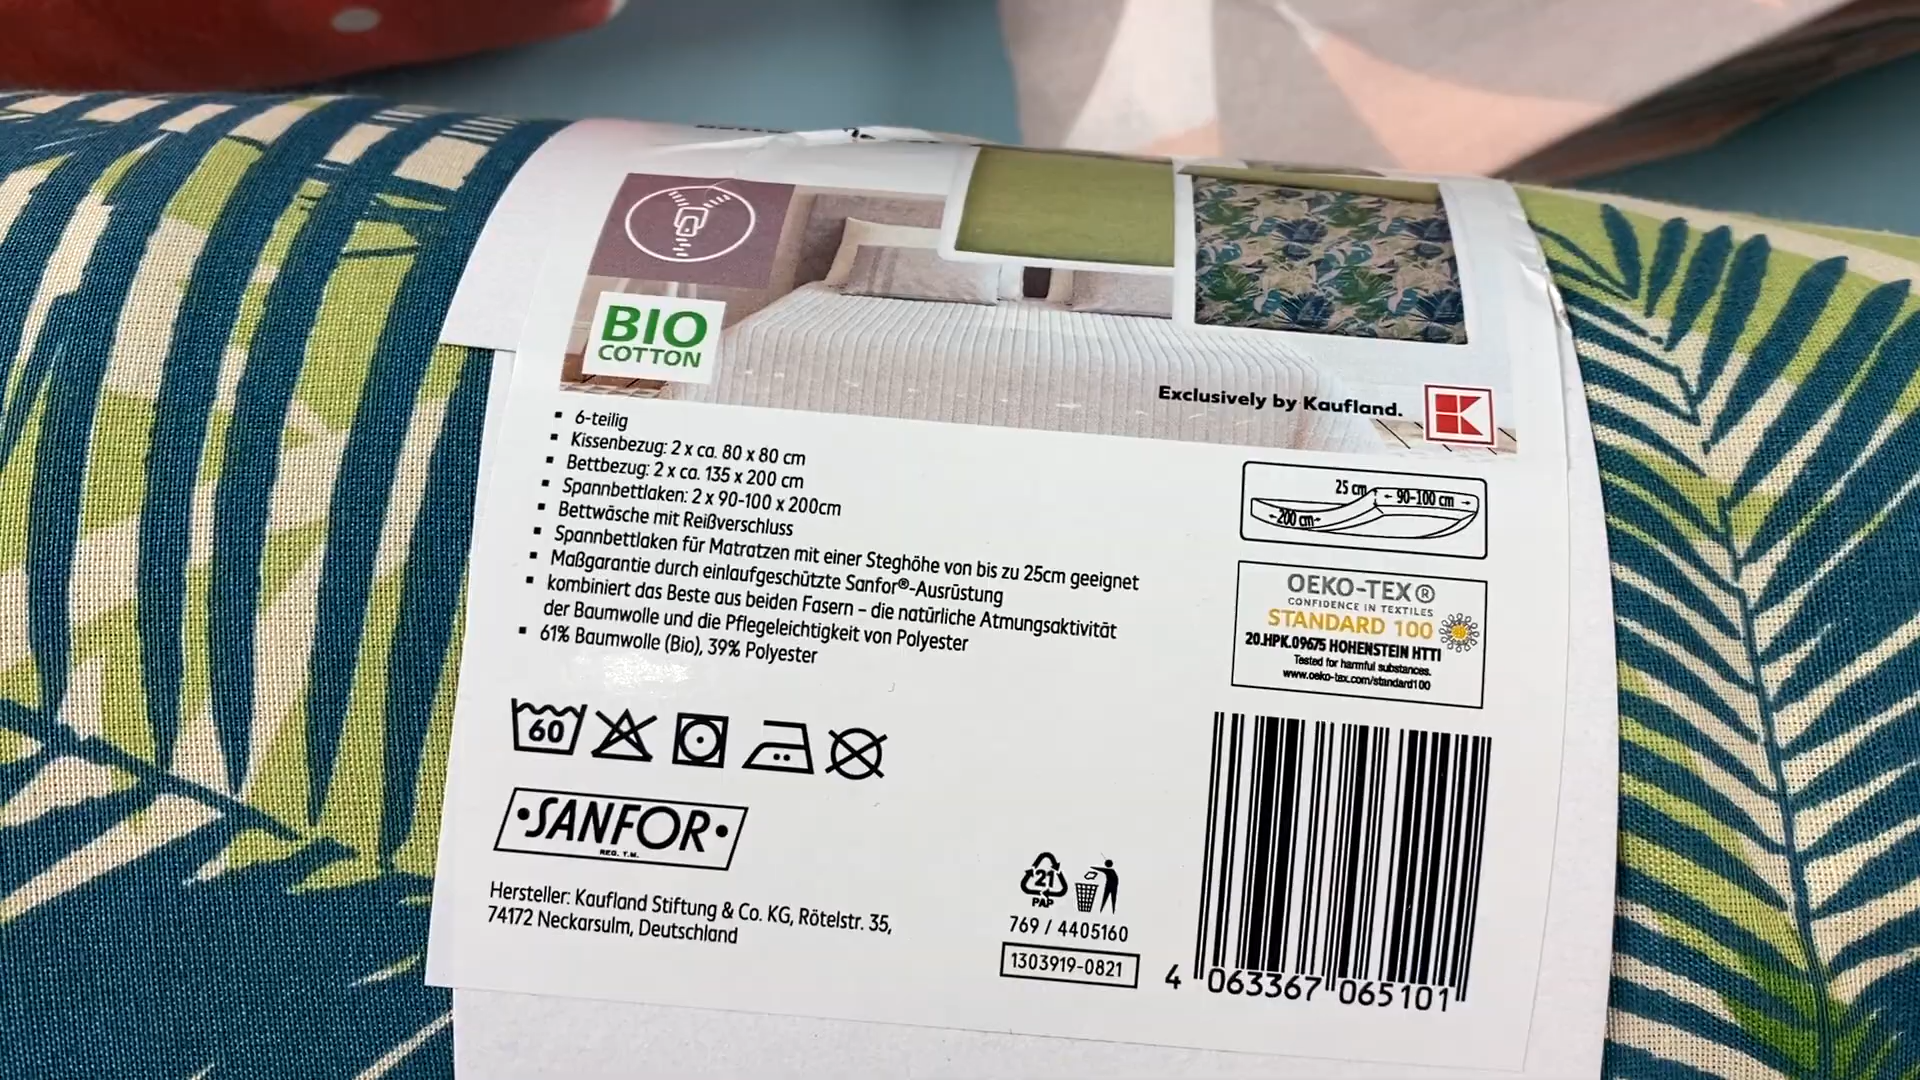 BIO
COTTON
Exclusively by Kaufland.
▪ 6-teilig
▪ Kissenbezug: 2 x ca. 80 x 80 cm
▪ Bettbezug: 2 x ca. 135 x 200 cm
▪ Spannbettlaken: 2 x 90-100 x 200cm
▪ Bettwäsche mit Reißverschluss
▪ Spannbettlaken für Matratzen mit einer Steghöhe von bis zu 25cm geeignet
▪ Maßgarantie durch einlaufgeschützte Sanfor®-Ausrüstung
▪ kombiniert das Beste aus beiden Fasern – die natürliche Atmungsaktivität
der Baumwolle und die Pflegeleichtigkeit von Polyester
▪ 61% Baumwolle (Bio), 39% Polyester
25 cm
90-100 cm
200 cm
OEKO-TEX®
CONFIDENCE IN TEXTILES
STANDARD 100
20.HPK.09675 HOHENSTEIN HTTI
Tested for harmful substances.
www.oeko-tex.com/standard100
60
•SANFOR•
REG. T.M.
Hersteller: Kaufland Stiftung & Co. KG, Rötelstr. 35,
74172 Neckarsulm, Deutschland
21
PAP
769 / 4405160
1303919-0821
4 063367 065101